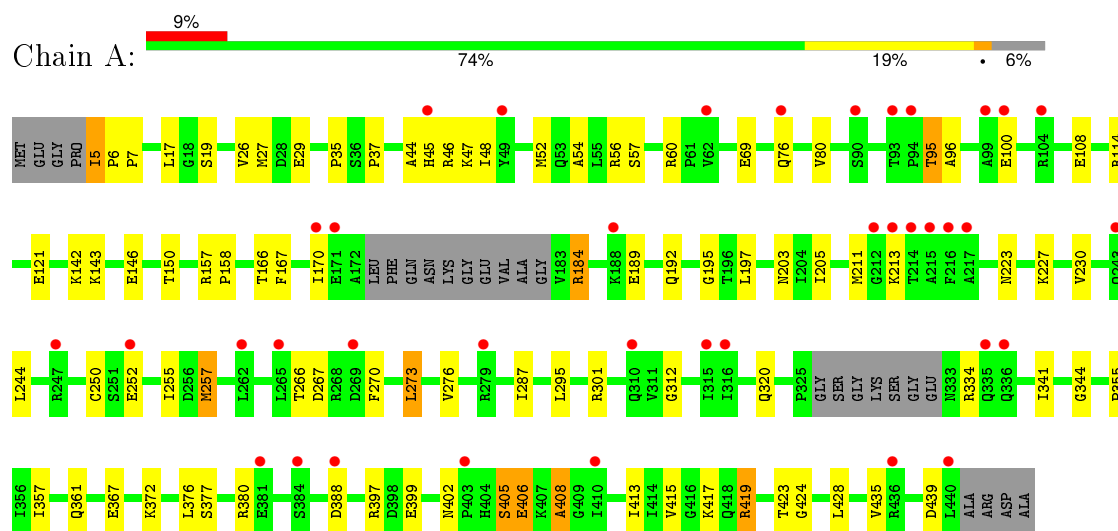 9%
Chain A:
74% 19% • 6%
MET GLU GLY PRO I5 P6 P7 L17 G18 S19 V26 M27 D28 E29 P35 S36 P37 A44 H45 R46 K47 I48 Y49 M52 Q53 A54 L55 R56 S57 R60 P61 V62 E69 Q76 V80 S90 T93 P94 T95 A96 A99 E100 R104 E108 R114
E121 K142 K143 E146 T150 R157 P158 T166 F167 I170 E171 A172 LEU PHE GLN ASN LYS GLY GLU VAL ALA GLY V183 R184 K188 E189 Q192 G195 T196 L197 N203 I204 I205 M211 G212 K213 T214 A215 F216 A217 N223 K227 V230 Q243
L244 R247 C250 S251 E252 I255 D256 M257 L262 L265 T266 D267 R268 D269 F270 L273 V276 R279 I287 L295 R301 Q310 V311 G312 I315 I316 Q320 P325 GLY SER GLY LYS SER GLY GLU N333 R334 Q335 Q336 I341 G344 P355
I356 I357 Q361 E367 K372 L376 S377 R380 E381 S384 D388 R397 D398 E399 N402 P403 H404 S405 E406 K407 A408 G409 I410 I413 I414 V415 G416 K417 Q418 R419 T423 G424 L428 V435 R436 D439 L440 ALA ARG ASP ALA